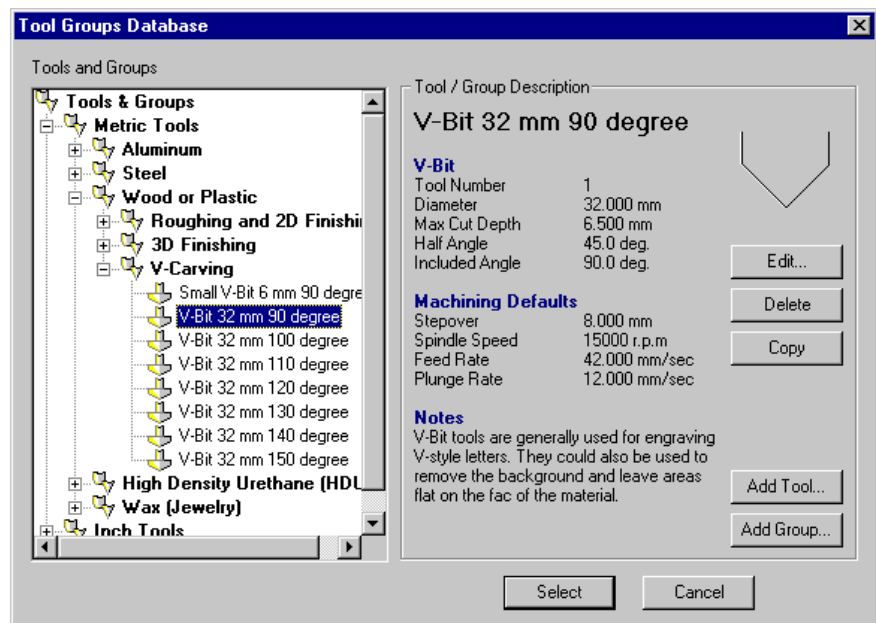 Tool Groups Database
Tools and Groups
Tools & Groups
Metric Tools
Aluminum
Steel
Wood or Plastic
Roughing and 2D Finishi
3D Finishing
V-Carving
Small V-Bit 6 mm 90 degre
V-Bit 32 mm 90 degree
V-Bit 32 mm 100 degree
V-Bit 32 mm 110 degree
V-Bit 32 mm 120 degree
V-Bit 32 mm 130 degree
V-Bit 32 mm 140 degree
V-Bit 32 mm 150 degree
High Density Urethane (HDU
Wax (Jewelry)
Inch Tools
Tool / Group Description
V-Bit 32 mm 90 degree
V-Bit
Tool Number 1
Diameter 32.000 mm
Max Cut Depth 6.500 mm
Half Angle 45.0 deg.
Included Angle 90.0 deg.
Machining Defaults
Stepover 8.000 mm
Spindle Speed 15000 r.p.m
Feed Rate 42.000 mm/sec
Plunge Rate 12.000 mm/sec
Notes
V-Bit tools are generally used for engraving
V-style letters. They could also be used to
remove the background and leave areas
flat on the fac of the material.
Edit...
Delete
Copy
Add Tool...
Add Group...
Select
Cancel